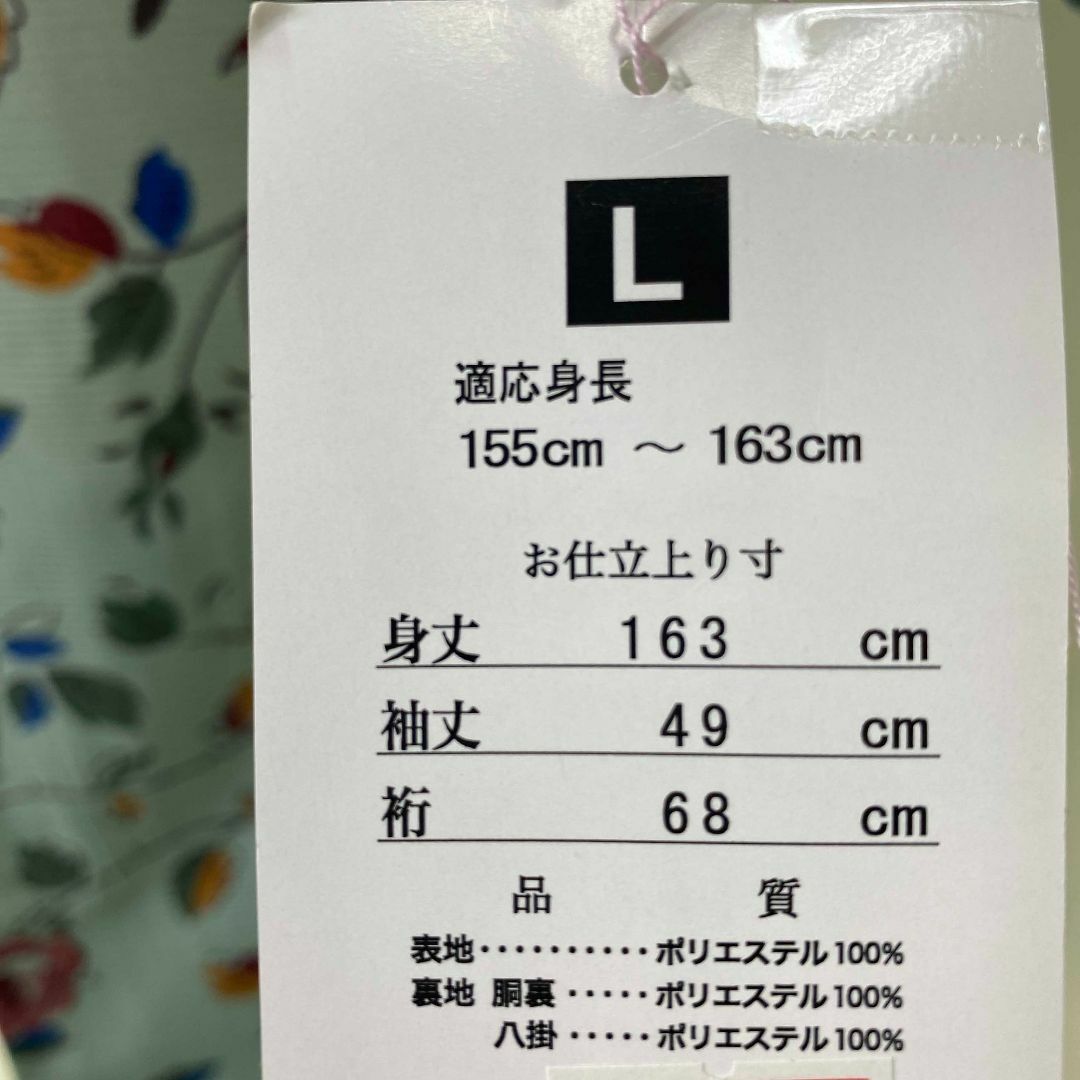 L
適応身長
155cm ～ 163cm
お仕立上り寸
身丈 163 cm
袖丈 49 cm
裄 68 cm
品 質
表地・・・・・・・・・・ポリエステル100%
裏地 胴裏・・・・・ポリエステル100%
八掛・・・・・ポリエステル100%